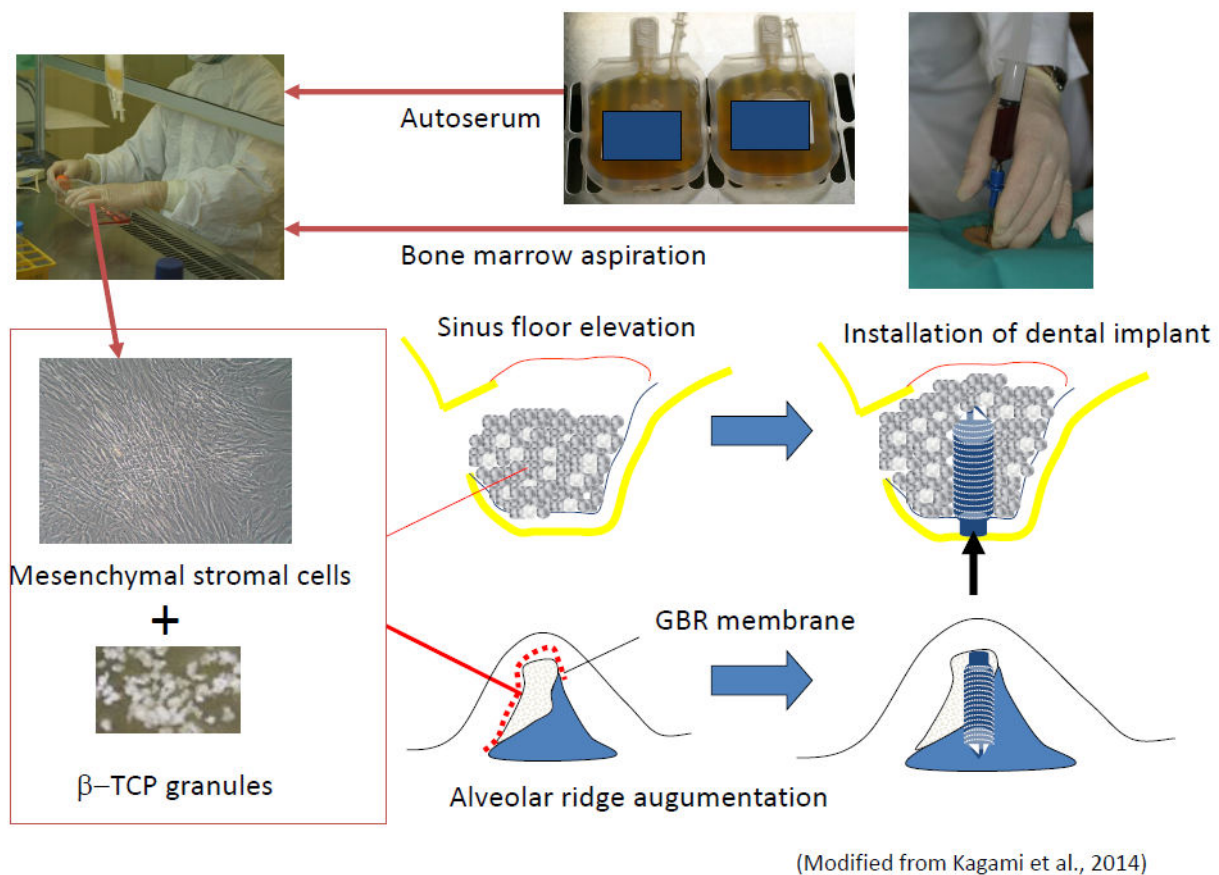 Autoserum
Bone marrow aspiration
Sinus floor elevation
Installation of dental implant
Mesenchymal stromal cells
+
β–TCP granules
GBR membrane
Alveolar ridge augumentation
(Modified from Kagami et al., 2014)